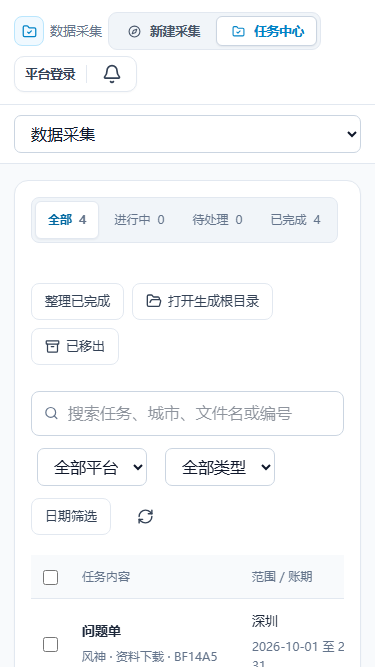 数据采集 新建采集 任务中心
平台登录
数据采集
全部 4 进行中 0 待处理 0 已完成 4
整理已完成 打开生成根目录
已移出
搜索任务、城市、文件名或编号
全部平台 全部类型
日期筛选
任务内容 范围 / 账期
问题单 深圳
风神 · 资料下载 · BF14A5 2026-10-01 至 2
31